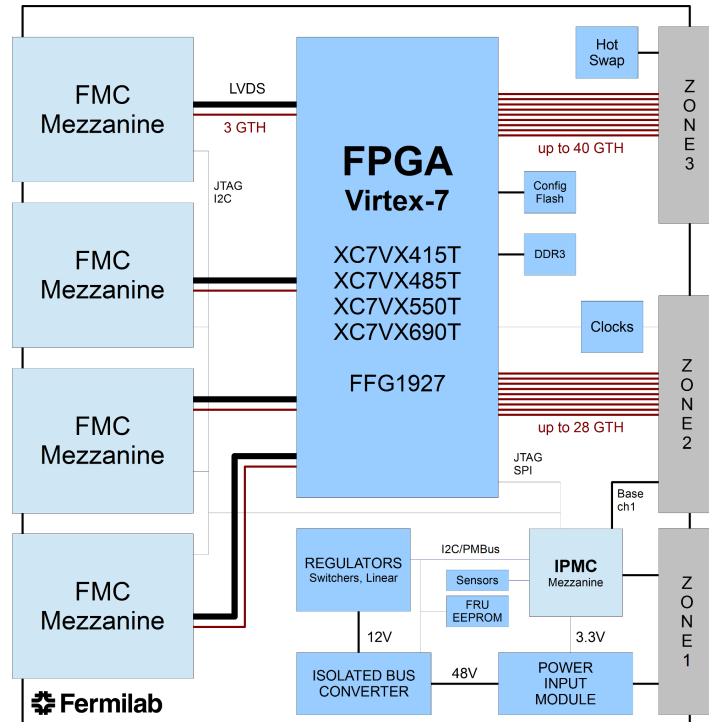 FMC
Mezzanine
LVDS
3 GTH
JTAG
I2C
FMC
Mezzanine
FMC
Mezzanine
FMC
Mezzanine
FPGA
Virtex-7
XC7VX415T
XC7VX485T
XC7VX550T
XC7VX690T
FFG1927
Hot
Swap
up to 40 GTH
Config
Flash
DDR3
Clocks
up to 28 GTH
JTAG
SPI
Base
ch1
ZONE3
ZONE2
ZONE1
REGULATORS
Switchers, Linear
I2C/PMBus
Sensors
FRU
EEPROM
IPMC
Mezzanine
12V
3.3V
ISOLATED BUS
CONVERTER
48V
POWER
INPUT
MODULE
Fermilab